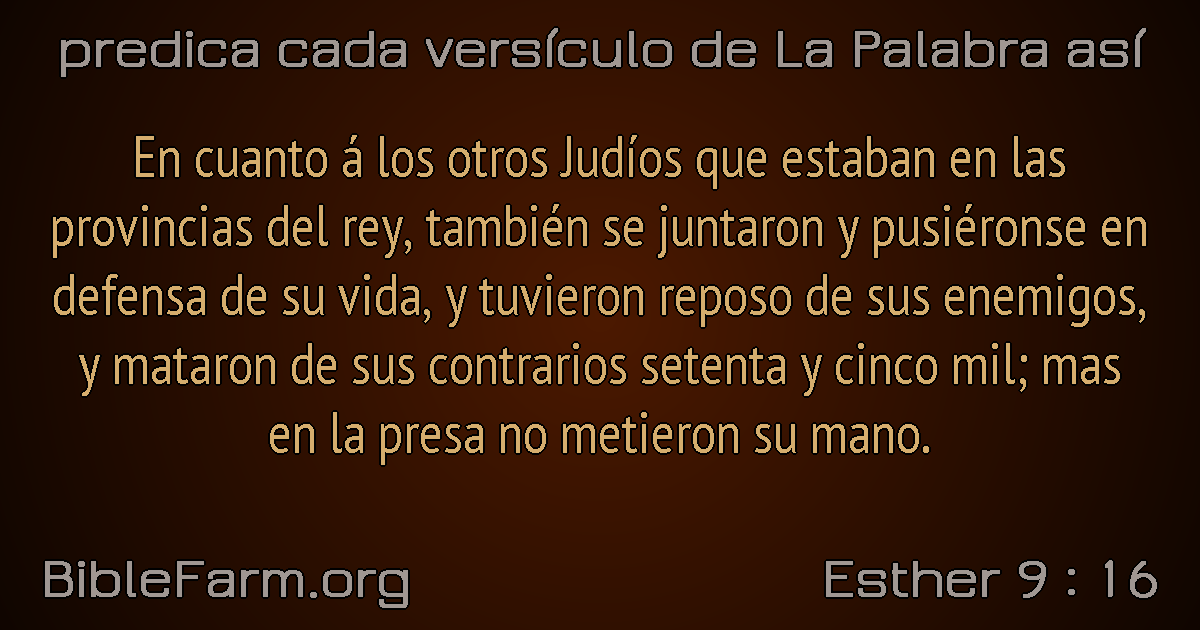 predica cada versículo de La Palabra así
En cuanto á los otros Judíos que estaban en las
provincias del rey, también se juntaron y pusiéronse en
defensa de su vida, y tuvieron reposo de sus enemigos,
y mataron de sus contrarios setenta y cinco mil; mas
en la presa no metieron su mano.
BibleFarm.org
Esther 9 : 16